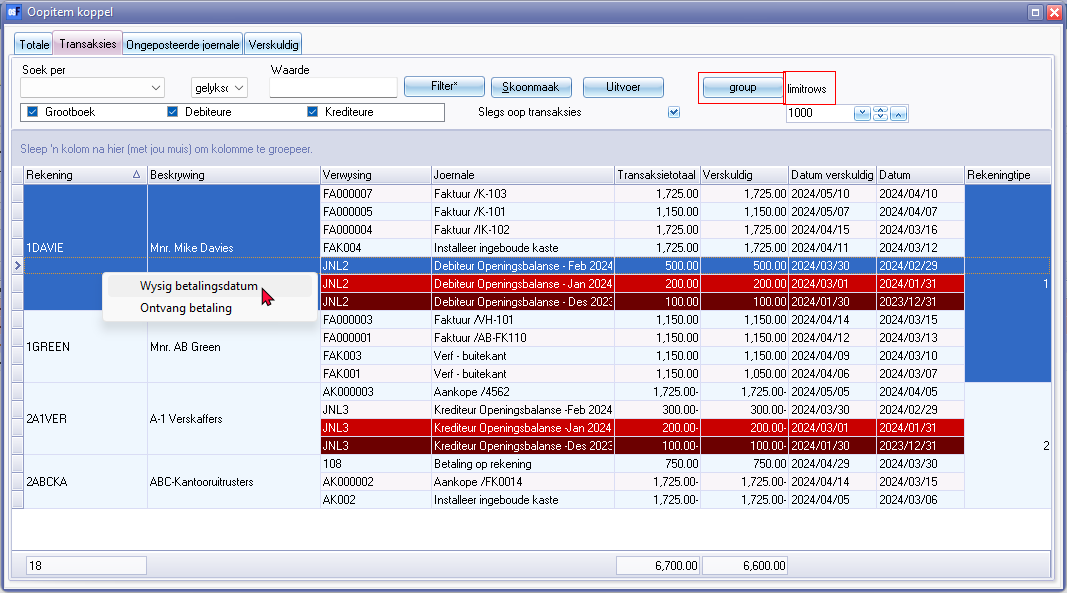 Oopitem koppel
Totale Transaksies Ongeposteerde joernale Verskuldig
Soek per Waarde
gelyksı Filter* Skoonmaak Uitvoer group limitrows
Grootboek Debiteure Krediteure Slegs oop transaksies 1000
Sleep 'n kolom na hier (met jou muis) om kolomme te groepeer.
Rekening Beskrywing Verwysing Joernale Transaksietotaal Verskuldig Datum verskuldig Datum Rekeningtipe
FA000007 Faktuur /K-103 1,725.00 1,725.00 2024/05/10 2024/04/10
FA000005 Faktuur /K-101 1,150.00 1,150.00 2024/05/07 2024/04/07
FA000004 Faktuur /IK-102 1,725.00 1,725.00 2024/04/15 2024/03/16
1DAVIE Mnr. Mike Davies FAK004 Installeer ingeboude kaste 1,725.00 1,725.00 2024/04/11 2024/03/12
JNL2 Debiteur Openingsbalanse - Feb 2024 500.00 500.00 2024/03/30 2024/02/29
Wysig betalingsdatum JNL2 Debiteur Openingsbalanse - Jan 2024 200.00 200.00 2024/03/01 2024/01/31 1
Ontvang betaling JNL2 Debiteur Openingsbalanse - Des 2023 100.00 100.00 2024/01/30 2023/12/31
FA000003 Faktuur /VH-101 1,150.00 1,150.00 2024/04/14 2024/03/15
FA000001 Faktuur /AB-FK110 1,150.00 1,150.00 2024/04/12 2024/03/13
1GREEN Mnr. AB Green
FAK003 Verf - buitekant 1,150.00 1,150.00 2024/04/09 2024/03/10
FAK001 Verf - buitekant 1,150.00 1,050.00 2024/04/06 2024/03/07
AK000003 Aankope /4562 1,725.00- 1,725.00- 2024/05/05 2024/04/05
JNL3 Krediteur Openingsbalanse -Feb 2024 300.00- 300.00- 2024/03/30 2024/02/29
2A1VER A-1 Verskaffers
JNL3 Krediteur Openingsbalanse -Jan 2024 200.00- 200.00- 2024/03/01 2024/01/31
JNL3 Krediteur Openingsbalanse -Des 2023 100.00- 100.00- 2024/01/30 2023/12/31 2
108 Betaling op rekening 750.00 750.00 2024/04/29 2024/03/30
2ABCKA ABC-Kantooruitrusters AK000002 Aankope /FK0014 1,725.00- 1,725.00- 2024/04/14 2024/03/15
AK002 Installeer ingeboude kaste 1,725.00- 1,725.00- 2024/04/05 2024/03/06
18 6,700.00 6,600.00